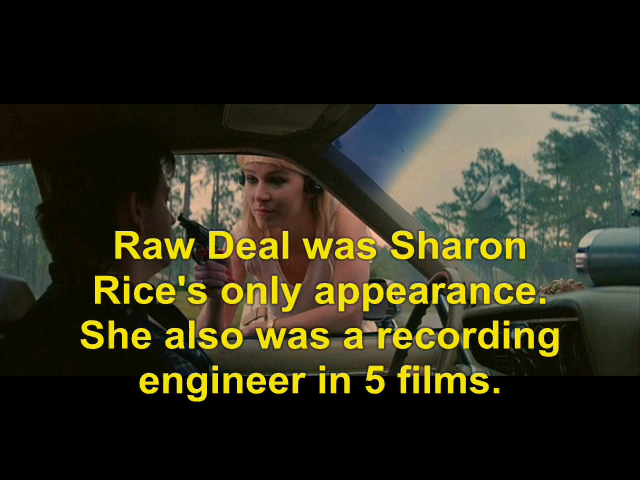 Raw Deal was Sharon
Rice's only appearance.
She also was a recording
engineer in 5 films.